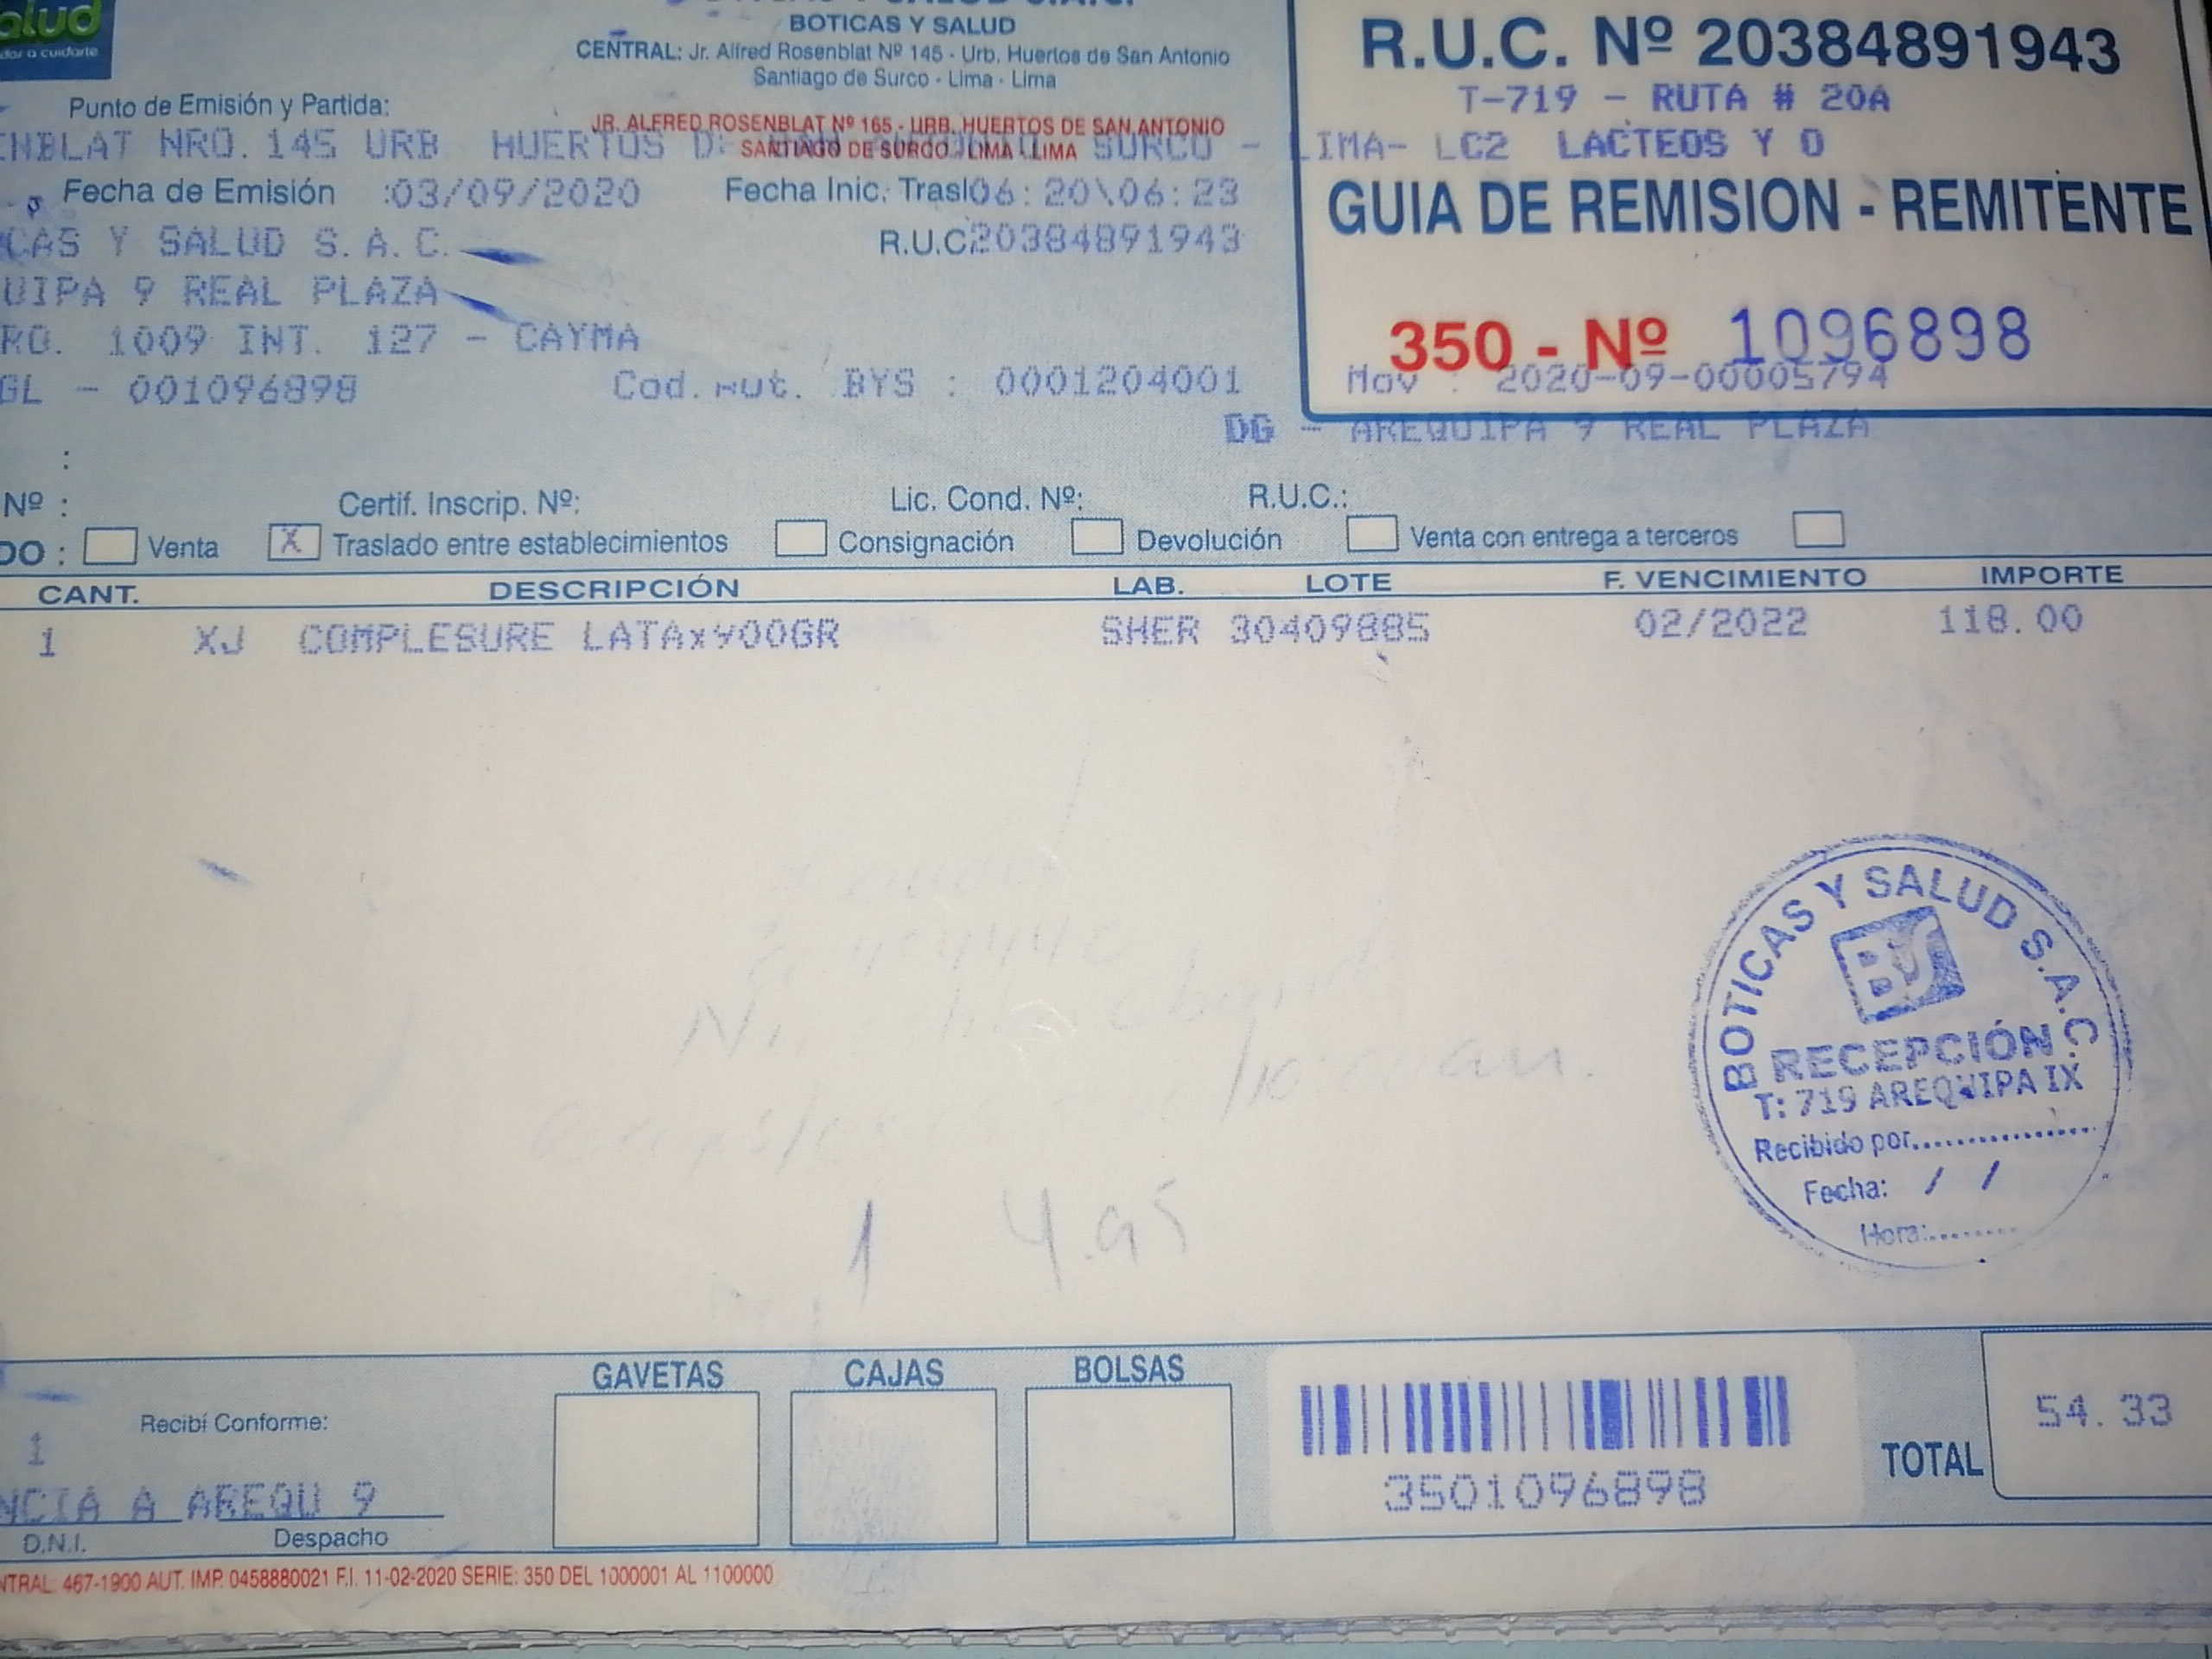 alud
dos a cuidarte
BOTICAS Y SALUD
CENTRAL: Jr. Alfred Rosenblat Nº 145 - Urb. Huertos de San Antonio
Santiago de Surco - Lima - Lima
JR. ALFRED ROSENBLAT Nº 165 - URB. HUERTOS DE SAN ANTONIO
SANTIAGO DE SURCO - LIMA - LIMA
R.U.C. Nº 20384891943
T-719 - RUTA # 20A
Punto de Emisión y Partida:
ENBLAT NRO. 145 URB HUERTOS SURCO - LIMA- LC2 LACTEOS Y O
Fecha de Emisión :03/09/2020 Fecha Inic. Trasl 06:20\06:23
GUIA DE REMISION - REMITENTE
CAS Y SALUD S.A.C. R.U.C 20384891943
UIPA 9 REAL PLAZA
RO. 1009 INT. 127 - CAYMA
350 - Nº 1096898
GL - 001096898 Cod. Aut. BYS : 0001204001 Mov : 2020-09-00005794
DG - AREQUIPA 9 REAL PLAZA
:
Nº : Certif. Inscrip. Nº: Lic. Cond. Nº: R.U.C.:
DO : Venta X Traslado entre establecimientos Consignación Devolución Venta con entrega a terceros
CANT. DESCRIPCIÓN LAB. LOTE F. VENCIMIENTO IMPORTE
1 XJ COMPLESURE LATAx900GR SHER 30409885 02/2022 118.00
BOTICAS Y SALUD S.A.C.
RECEPCIÓN
T: 719 AREQUIPA IX
Recibido por..................
Fecha: / /
Hora:.........
1
GAVETAS CAJAS BOLSAS
Recibí Conforme:
1
NCIA A AREQU 9
D.N.I. Despacho
3501096898
TOTAL 54.33
NTRAL: 467-1900 AUT. IMP. 0458880021 F.I. 11-02-2020 SERIE: 350 DEL 1000001 AL 1100000